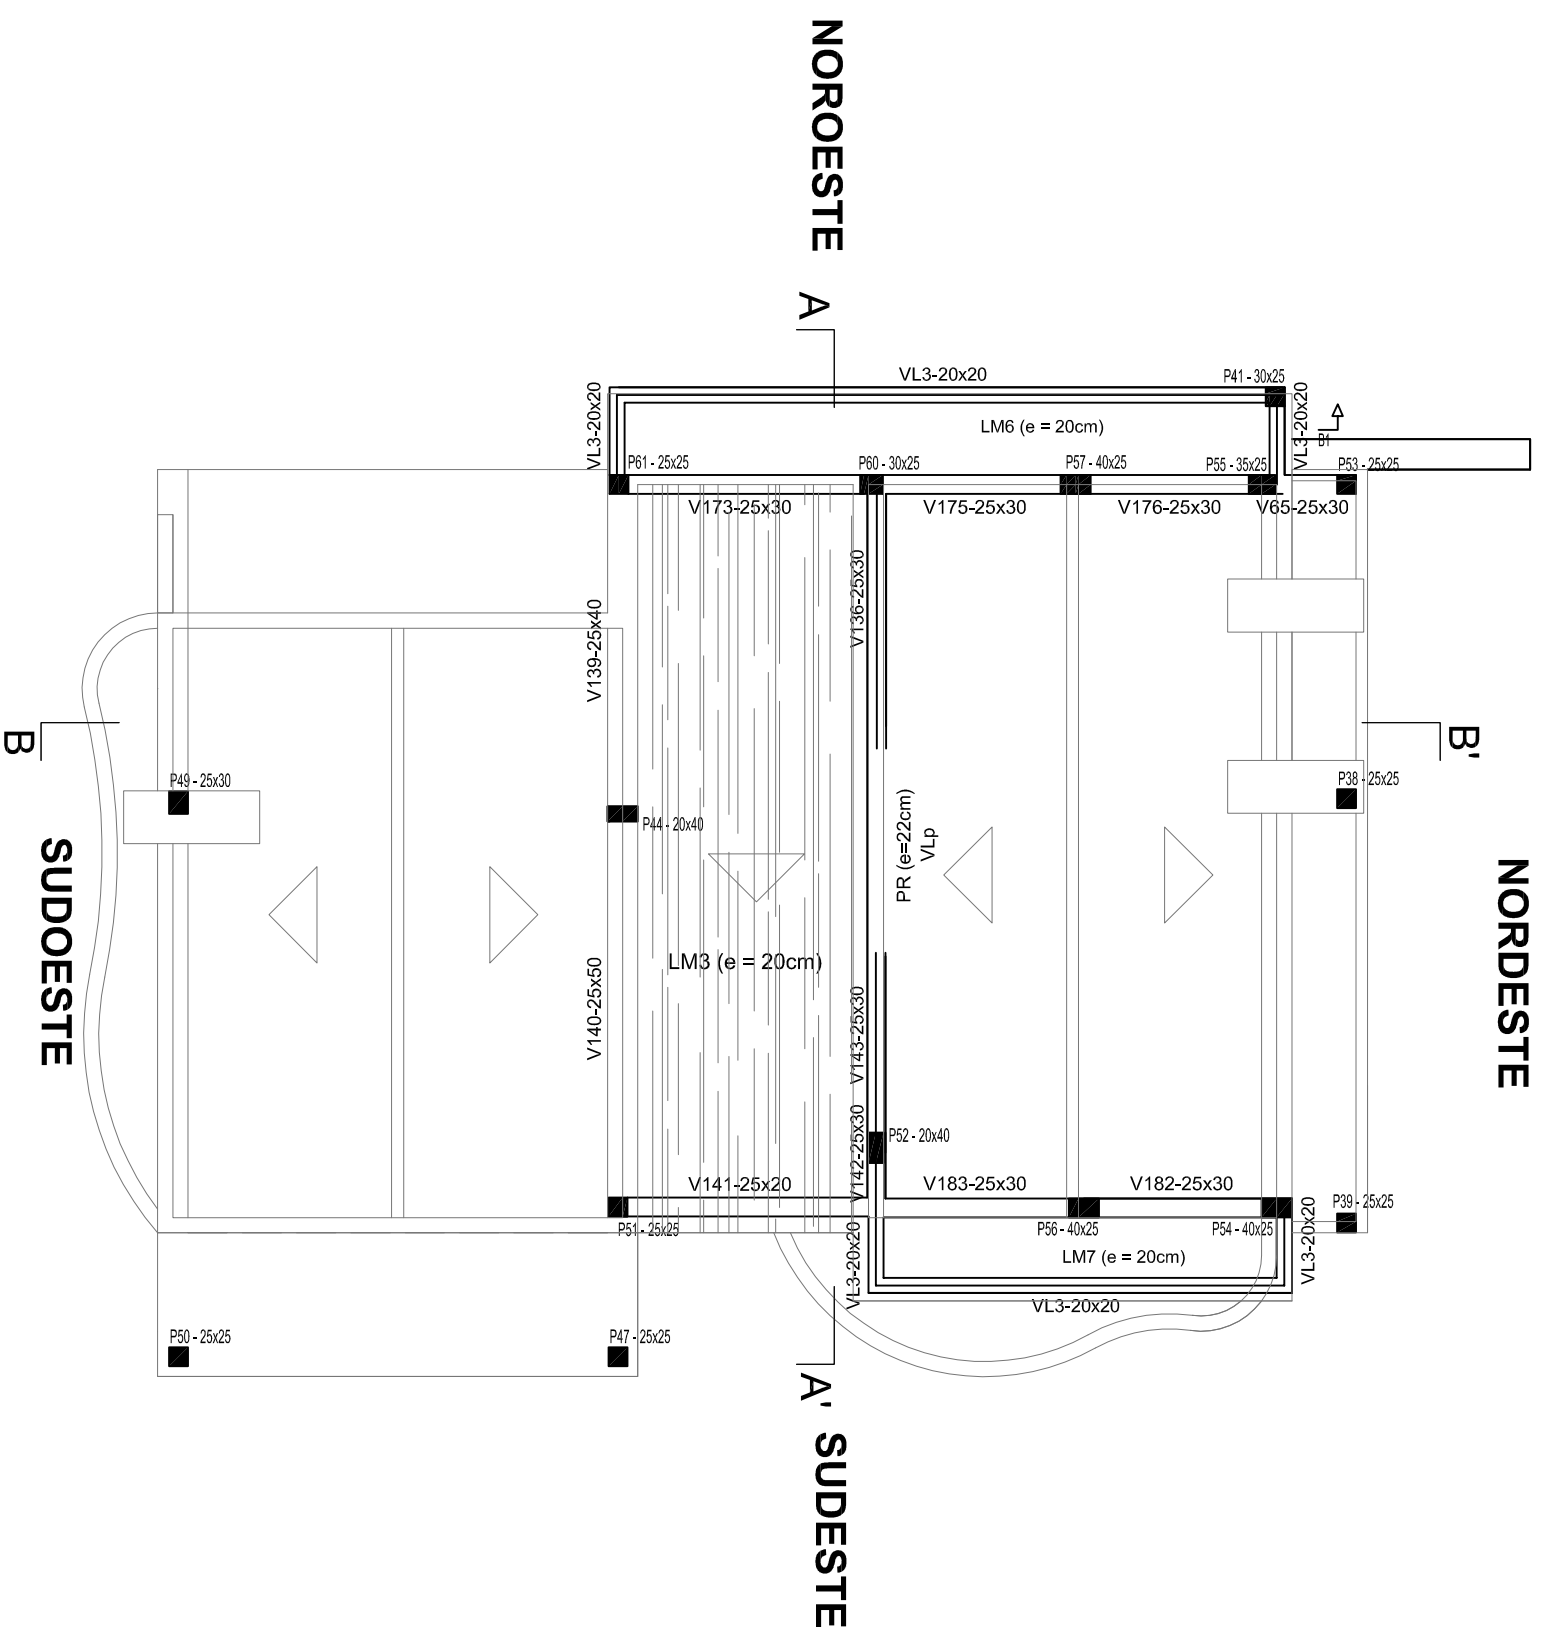 NOROESTE
A
VL3-20x20
P41 - 30x25
VL3-20x20
VL3-20x20
LM6 (e = 20cm)
B1
P61 - 25x25
P60 - 30x25
P57 - 40x25
P55 - 35x25
P53 - 25x25
V173-25x30
V175-25x30
V176-25x30
V65-25x30
V136-25x30
V139-25x40
B
B'
P49 - 25x30
P38 - 25x25
P44 - 20x40
PR (e=22cm)
VLp
SUDOESTE
NORDESTE
LM3 (e = 20cm)
V140-25x50
V143-25x30
V142-25x30
P52 - 20x40
V141-25x20
V183-25x30
V182-25x30
P39 - 25x25
P51 - 25x25
P56 - 40x25
P54 - 40x25
VL3-20x20
VL3-20x20
LM7 (e = 20cm)
VL3-20x20
P50 - 25x25
P47 - 25x25
A'
SUDESTE